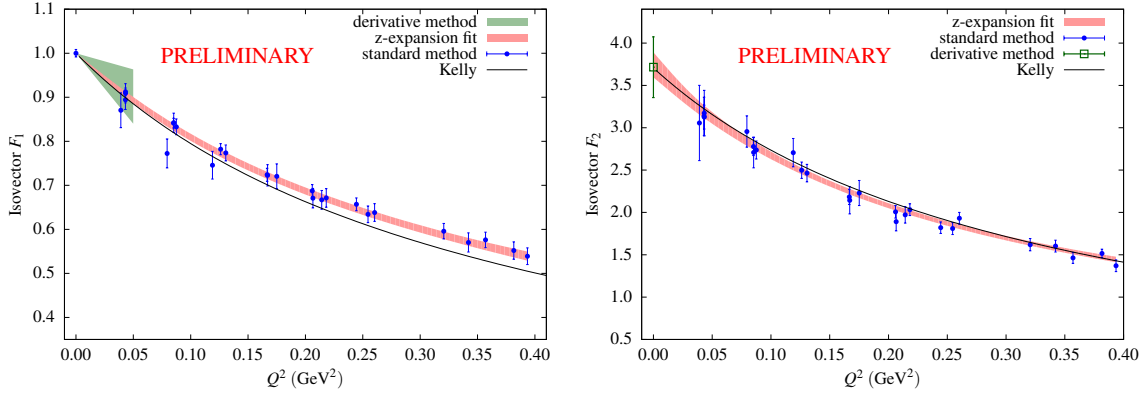 derivative method
z-expansion fit
standard method
Kelly
PRELIMINARY
Isovector F1
1.1
1.0
0.9
0.8
0.7
0.6
0.5
0.4
0.00 0.05 0.10 0.15 0.20 0.25 0.30 0.35 0.40
Q² (GeV²)
z-expansion fit
standard method
derivative method
Kelly
PRELIMINARY
Isovector F2
4.0
3.5
3.0
2.5
2.0
1.5
1.0
0.5
0.00 0.05 0.10 0.15 0.20 0.25 0.30 0.35 0.40
Q² (GeV²)